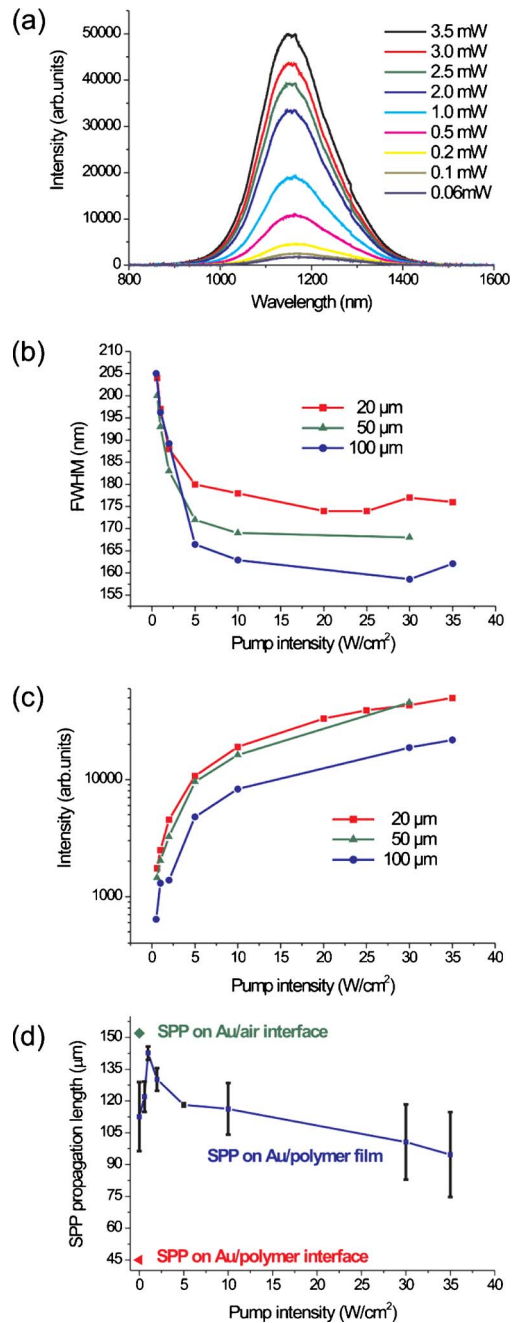 (a)
50000
40000
30000
20000
10000
0
Intensity (arb.units)
3.5 mW
3.0 mW
2.5 mW
2.0 mW
1.0 mW
0.5 mW
0.2 mW
0.1 mW
0.06mW
800 1000 1200 1400 1600
Wavelength (nm)
(b)
210
205
200
195
190
185
180
175
170
165
160
155
FWHM (nm)
20 µm
50 µm
100 µm
0 5 10 15 20 25 30 35
Pump intensity (W/cm²)
(c)
10000
1000
Intensity (arb.units)
20 µm
50 µm
100 µm
0 5 10 15 20 25 30 35
Pump intensity (W/cm²)
(d)
150
135
120
105
90
75
60
45
SPP propagation length (µm)
SPP on Au/air interface
SPP on Au/polymer film
SPP on Au/polymer interface
0 5 10 15 20 25 30 35
Pump intensity (W/cm²)